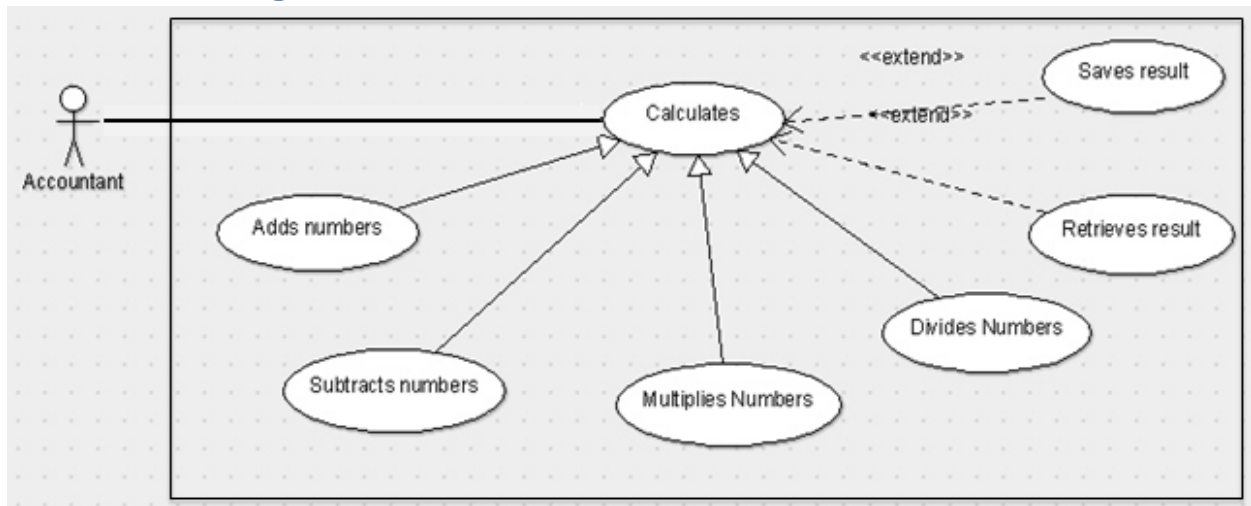 <<extend>>
Saves result
Calculates
<<extend>>
Accountant
Adds numbers
Retrieves result
Divides Numbers
Subtracts numbers
Multiplies Numbers